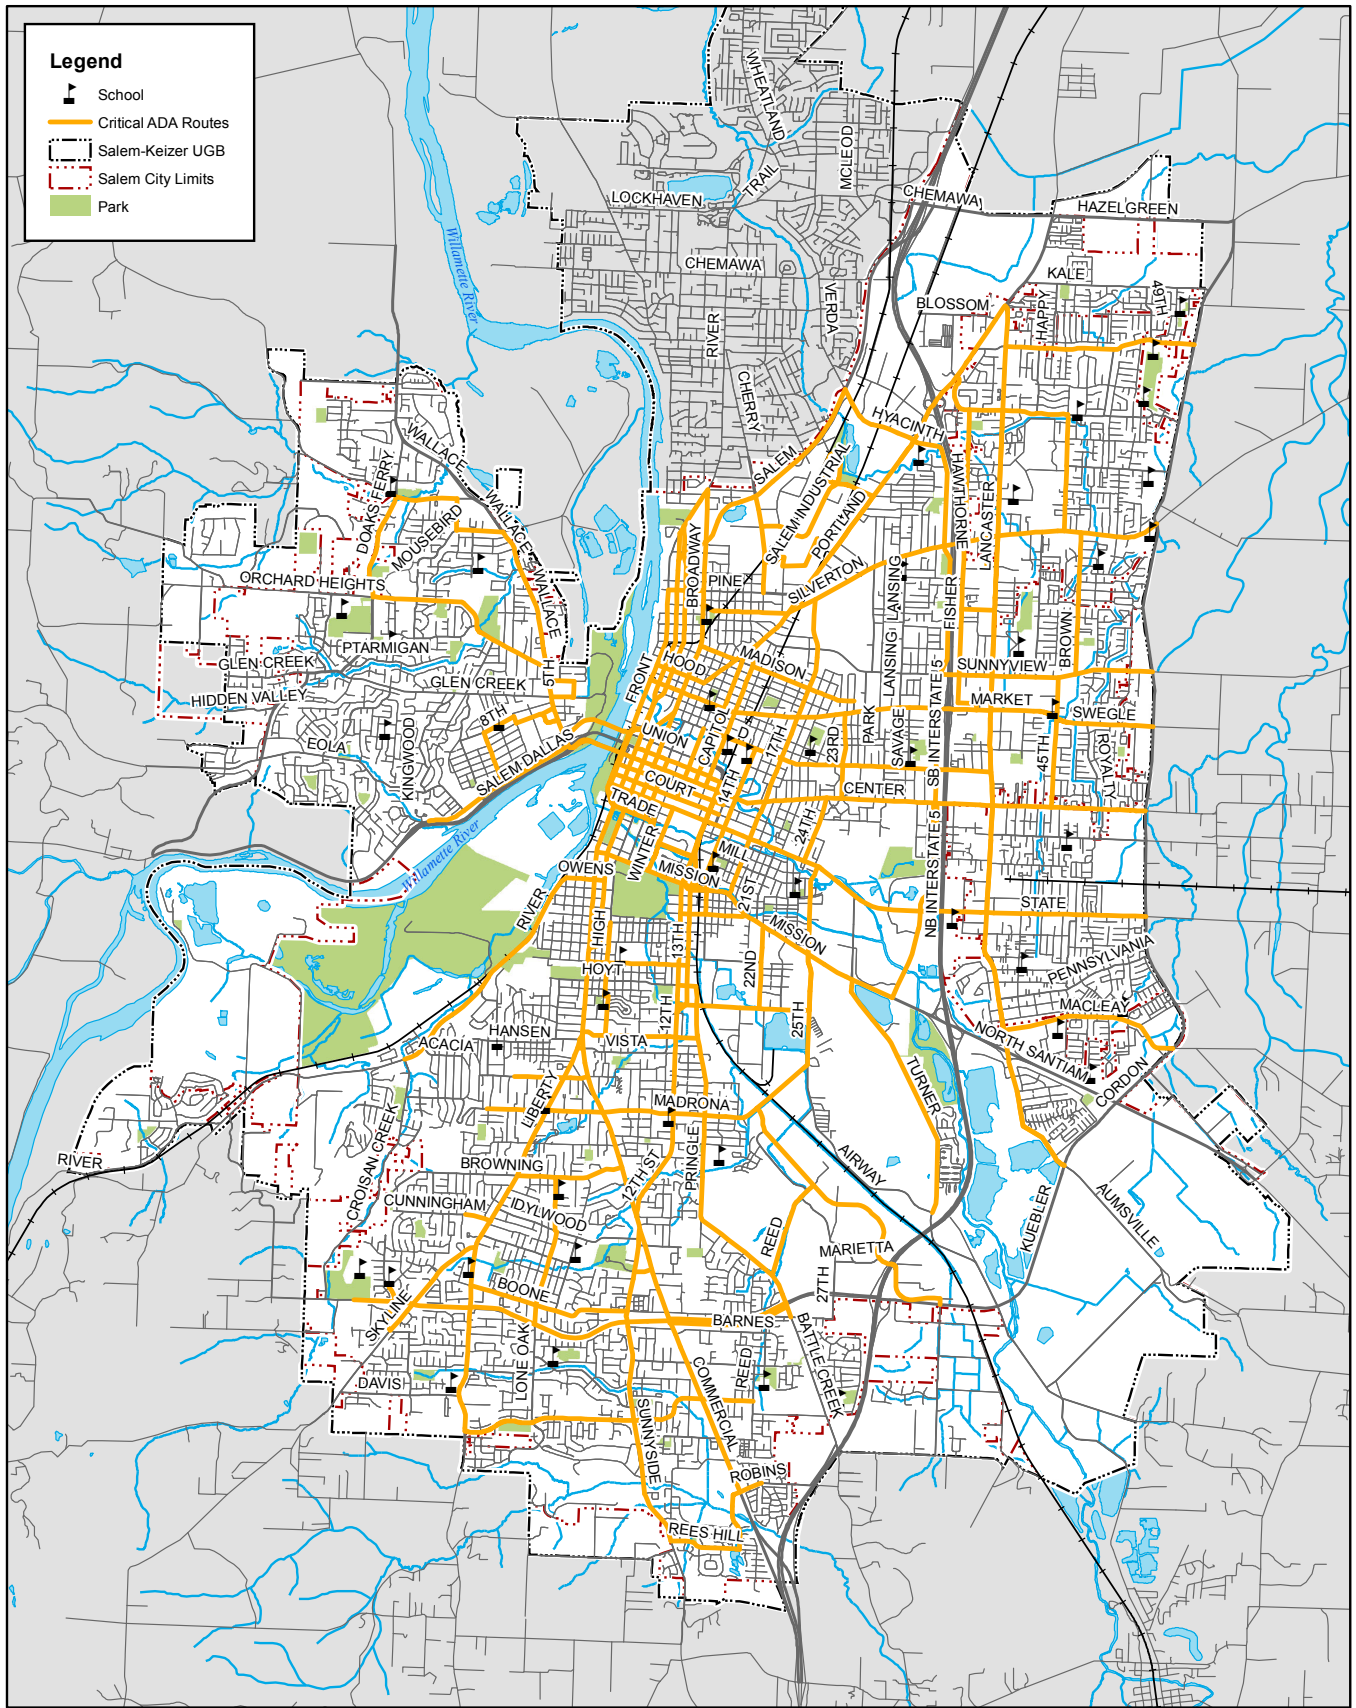 Legend
School
Critical ADA Routes
Salem-Keizer UGB
Salem City Limits
Park
WHEATLAND
MCLEOD
TRAIL
LOCKHAVEN
CHEMAWA
HAZELGREEN
Willamette River
CHEMAWA
KALE
VERDA
BLOSSOM
HAPPY
49TH
RIVER
CHERRY
HYACINTH
WALLACE
SALEM
DOAKS FERRY
SALEM INDUSTRIAL
PORTLAND
HAWTHORNE
LANCASTER
WALLACE
MOUSEBIRD
BROADWAY
WALLACE
ORCHARD HEIGHTS
PINE
SILVERTON
LANSING
FISHER
BROWN
PTARMIGAN
GLEN CREEK
HOOD
MADISON
LANSING
SUNNYVIEW
5TH
GLEN CREEK
FRONT
HIDDEN VALLEY
MARKET
SWEGLE
8TH
UNION
CAPITOL
D
17TH
23RD
PARK
SAVAGE
SB INTERSTATE 5
45TH
ROYALTY
EOLA
KINGWOOD
SALEM DALLAS
COURT
14TH
CENTER
TRADE
24TH
Willamette River
WINTER
MILL
OWENS
MISSION
21ST
NB INTERSTATE 5
STATE
RIVER
HIGH
13TH
MISSION
PENNSYLVANIA
HOYT
22ND
MACLEAY
12TH
25TH
HANSEN
ACACIA
VISTA
NORTH SANTIAM
CORDON
LIBERTY
TURNER
MADRONA
CROISAN CREEK
RIVER
BROWNING
12TH ST
PRINGLE
AIRWAY
CUNNINGHAM
IDYLWOOD
KUEBLER
AUMSVILLE
REED
MARIETTA
BOONE
27TH
SKYLINE
BARNES
LONE OAK
BATTLE CREEK
REED
COMMERCIAL
DAVIS
SUNNYSIDE
ROBINS
REES HILL